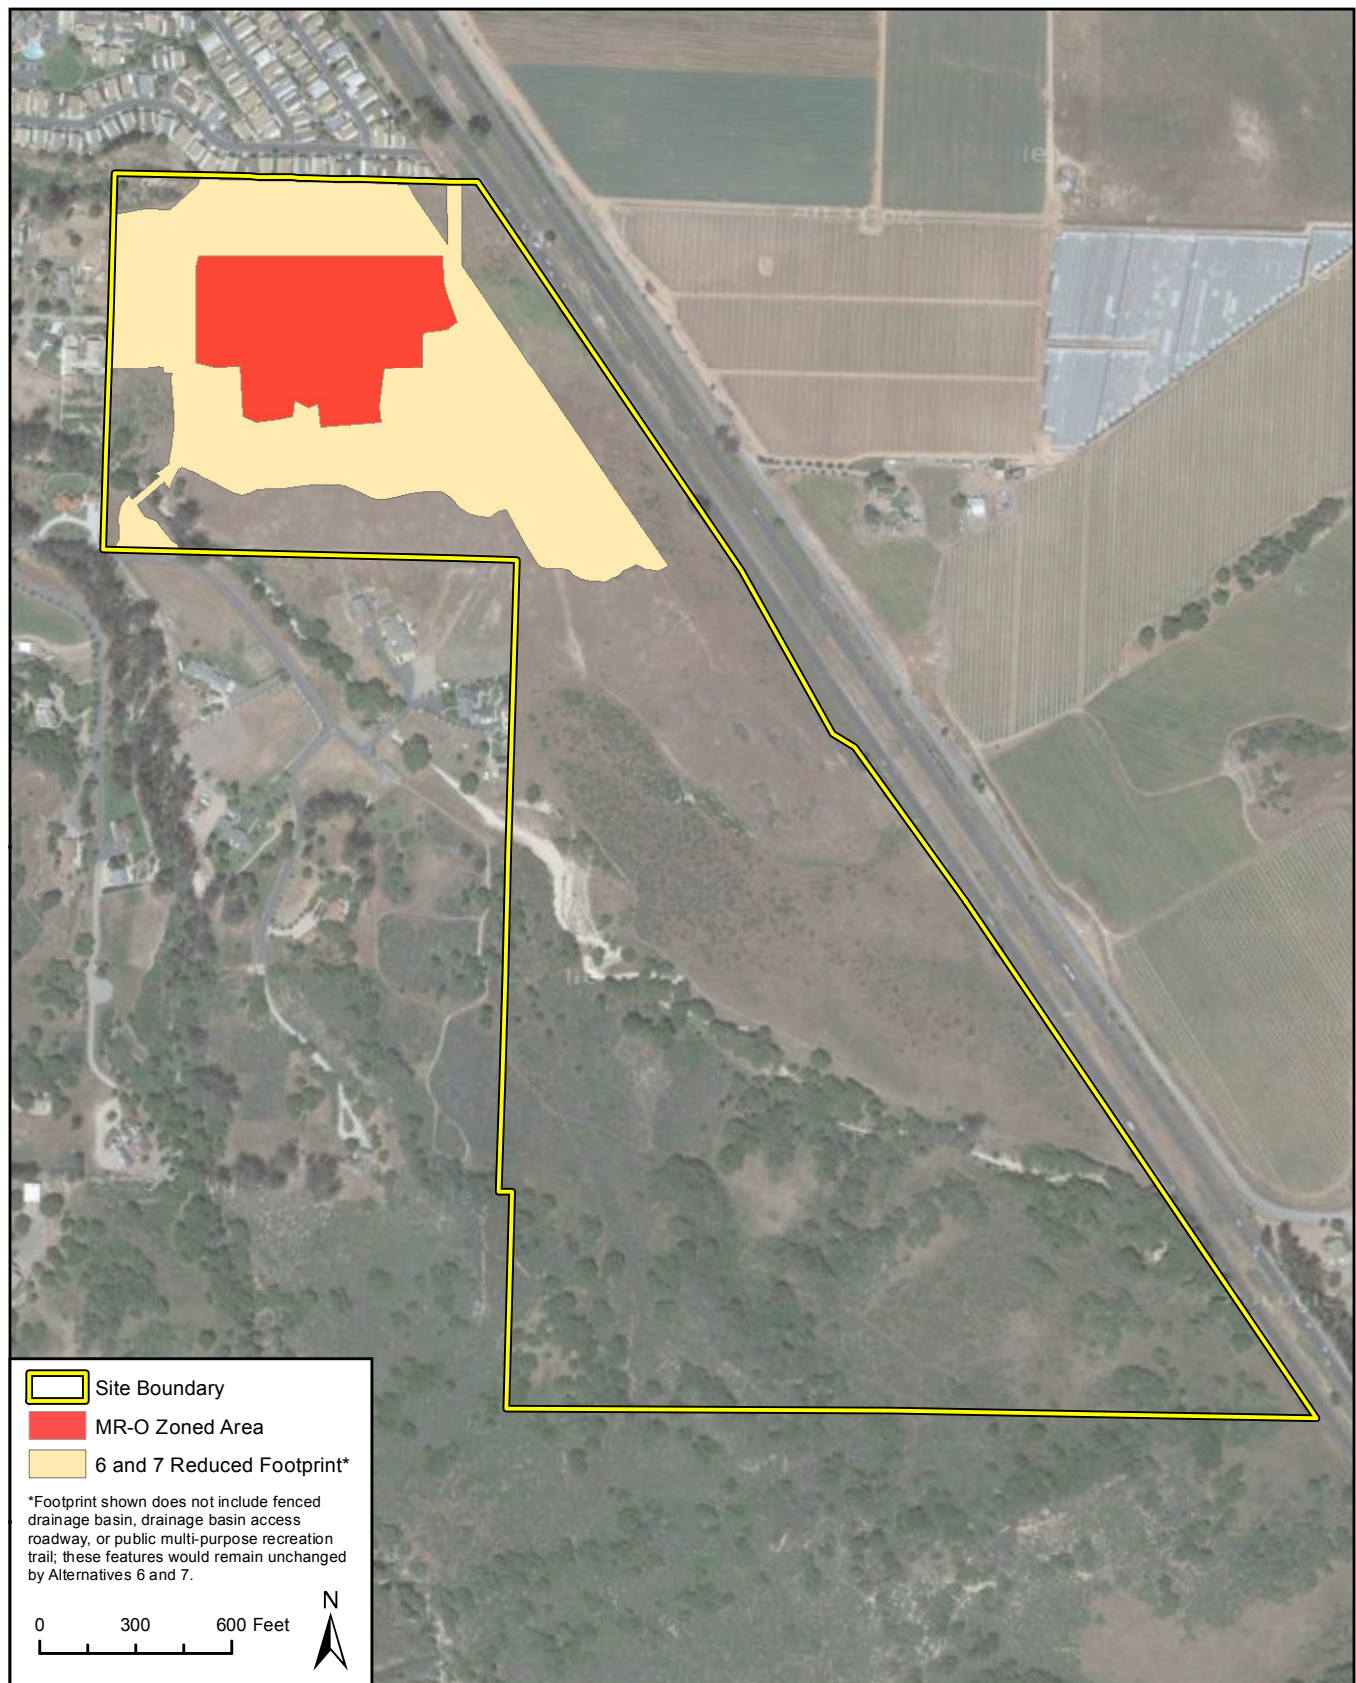 Site Boundary
MR-O Zoned Area
6 and 7 Reduced Footprint*
*Footprint shown does not include fenced
drainage basin, drainage basin access
roadway, or public multi-purpose recreation
trail; these features would remain unchanged
by Alternatives 6 and 7.
N
0 300 600 Feet